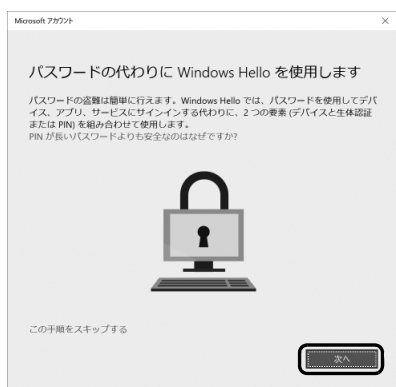 Microsoft アカウント
パスワードの代わりに Windows Hello を使用します
パスワードの盗難は簡単に行えます。Windows Hello では、パスワードを使用してデバ
イス、アプリ、サービスにサインインする代わりに、2 つの要素 (デバイスと生体認証
または PIN) を組み合わせて使用します。
PIN が長いパスワードよりも安全なのはなぜですか?
この手順をスキップする
次へ